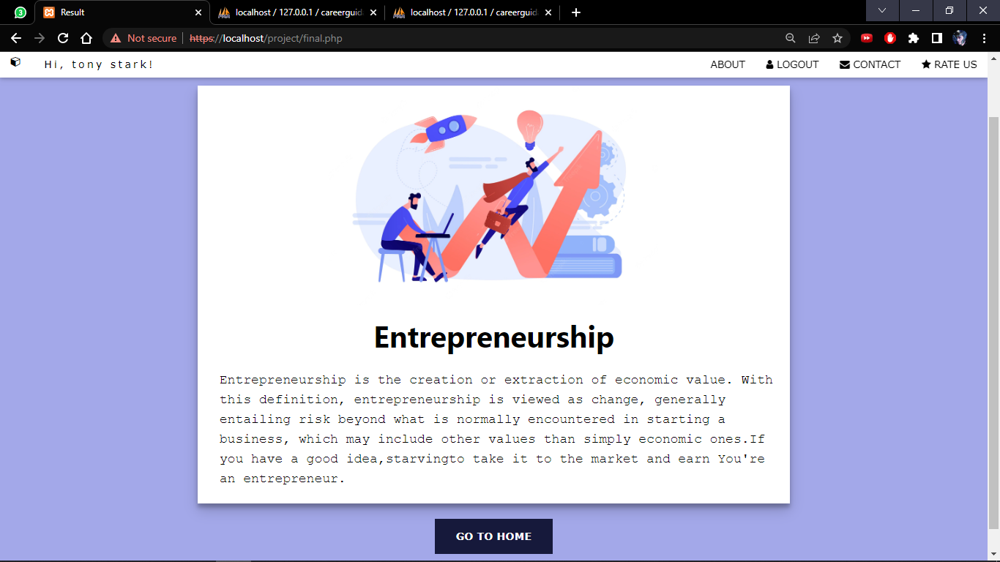 3
Result
localhost / 127.0.0.1 / careerguid
localhost / 127.0.0.1 / careerguid
Not secure
https://localhost/project/final.php
Hi, tony stark!
ABOUT
LOGOUT
CONTACT
RATE US
Entrepreneurship
Entrepreneurship is the creation or extraction of economic value. With
this definition, entrepreneurship is viewed as change, generally
entailing risk beyond what is normally encountered in starting a
business, which may include other values than simply economic ones.If
you have a good idea,starvingto take it to the market and earn You're
an entrepreneur.
GO TO HOME